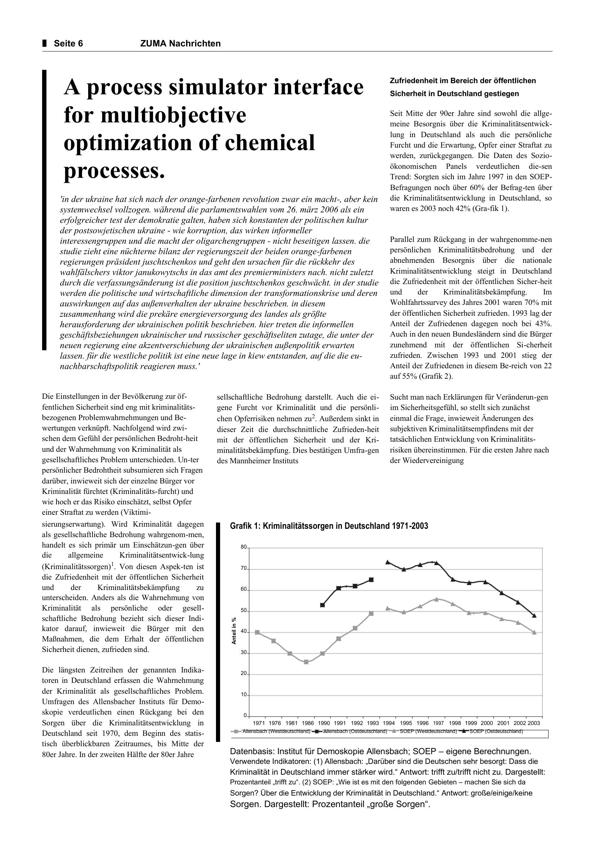 Seite 6 ZUMA Nachrichten
A process simulator interface
for multiobjective
optimization of chemical
processes.
'in der ukraine hat sich nach der orange-farbenen revolution zwar ein macht-, aber kein
systemwechsel vollzogen. während die parlamentswahlen vom 26. märz 2006 als ein
erfolgreicher test der demokratie galten, haben sich konstanten der politischen kultur
der postsowjetischen ukraine - wie korruption, das wirken informeller
interessengruppen und die macht der oligarchengruppen - nicht beseitigen lassen. die
studie zieht eine nüchterne bilanz der regierungszeit der beiden orange-farbenen
regierungen präsident juschtschenkos und geht den ursachen für die rückkehr des
wahlfälschers viktor janukowytschs in das amt des premierministers nach. nicht zuletzt
durch die verfassungsänderung ist die position juschtschenkos geschwächt. in der studie
werden die politische und wirtschaftliche dimension der transformationskrise und deren
auswirkungen auf das außenverhalten der ukraine beschrieben. in diesem
zusammenhang wird die prekäre energieversorgung des landes als größte
herausforderung der ukrainischen politik beschrieben. hier treten die informellen
geschäftsbeziehungen ukrainischer und russischer geschäftseliten zutage, die unter der
neuen regierung eine akzentverschiebung der ukrainischen außenpolitik erwarten
lassen. für die westliche politik ist eine neue lage in kiew entstanden, auf die die eu-
nachbarschaftspolitik reagieren muss.'
Zufriedenheit im Bereich der öffentlichen
Sicherheit in Deutschland gestiegen
Seit Mitte der 90er Jahre sind sowohl die allge-
meine Besorgnis über die Kriminalitätsentwick-
lung in Deutschland als auch die persönliche
Furcht und die Erwartung, Opfer einer Straftat zu
werden, zurückgegangen. Die Daten des Sozio-
ökonomischen Panels verdeutlichen die-sen
Trend: Sorgten sich im Jahre 1997 in den SOEP-
Befragungen noch über 60% der Befrag-ten über
die Kriminalitätsentwicklung in Deutschland, so
waren es 2003 noch 42% (Gra-fik 1).
Parallel zum Rückgang in der wahrgenomme-nen
persönlichen Kriminalitätsbedrohung und der
abnehmenden Besorgnis über die nationale
Kriminalitätsentwicklung steigt in Deutschland
die Zufriedenheit mit der öffentlichen Sicher-heit
und der Kriminalitätsbekämpfung. Im
Wohlfahrtssurvey des Jahres 2001 waren 70% mit
der öffentlichen Sicherheit zufrieden. 1993 lag der
Anteil der Zufriedenen dagegen noch bei 43%.
Auch in den neuen Bundesländern sind die Bürger
zunehmend mit der öffentlichen Si-cherheit
zufrieden. Zwischen 1993 und 2001 stieg der
Anteil der Zufriedenen in diesem Be-reich von 22
auf 55% (Grafik 2).
Die Einstellungen in der Bevölkerung zur öf-
fentlichen Sicherheit sind eng mit kriminalitäts-
bezogenen Problemwahrnehmungen und Be-
wertungen verknüpft. Nachfolgend wird zwi-
schen dem Gefühl der persönlichen Bedroht-heit
und der Wahrnehmung von Kriminalität als
gesellschaftliches Problem unterschieden. Un-ter
persönlicher Bedrohtheit subsumieren sich Fragen
darüber, inwieweit sich der einzelne Bürger vor
Kriminalität fürchtet (Kriminalitäts-furcht) und
wie hoch er das Risiko einschätzt, selbst Opfer
einer Straftat zu werden (Viktimi-
sierungserwartung). Wird Kriminalität dagegen
als gesellschaftliche Bedrohung wahrgenom-men,
handelt es sich primär um Einschätzun-gen über
die allgemeine Kriminalitätsentwick-lung
(Kriminalitätssorgen)1. Von diesen Aspek-ten ist
die Zufriedenheit mit der öffentlichen Sicherheit
und der Kriminalitätsbekämpfung zu
unterscheiden. Anders als die Wahrnehmung von
Kriminalität als persönliche oder gesell-
schaftliche Bedrohung bezieht sich dieser Indi-
kator darauf, inwieweit die Bürger mit den
Maßnahmen, die dem Erhalt der öffentlichen
Sicherheit dienen, zufrieden sind.
Die längsten Zeitreihen der genannten Indika-
toren in Deutschland erfassen die Wahrnehmung
der Kriminalität als gesellschaftliches Problem.
Umfragen des Allensbacher Instituts für Demo-
skopie verdeutlichen einen Rückgang bei den
Sorgen über die Kriminalitätsentwicklung in
Deutschland seit 1970, dem Beginn des statis-
tisch überblickbaren Zeitraumes, bis Mitte der
80er Jahre. In der zweiten Hälfte der 80er Jahre
sellschaftliche Bedrohung darstellt. Auch die ei-
gene Furcht vor Kriminalität und die persönli-
chen Opferrisiken nehmen zu2. Außerdem sinkt in
dieser Zeit die durchschnittliche Zufrieden-heit
mit der öffentlichen Sicherheit und der Kri-
minalitätsbekämpfung. Dies bestätigen Umfra-gen
des Mannheimer Instituts
Sucht man nach Erklärungen für Veränderun-gen
im Sicherheitsgefühl, so stellt sich zunächst
einmal die Frage, inwieweit Änderungen des
subjektiven Kriminalitätsempfindens mit der
tatsächlichen Entwicklung von Kriminalitäts-
risiken übereinstimmen. Für die ersten Jahre nach
der Wiedervereinigung
Grafik 1: Kriminalitätssorgen in Deutschland 1971-2003
Anteil in %
80
70
60
50
40
30
20
10
0
1971 1976 1981 1986 1990 1991 1992 1993 1994 1995 1996 1997 1998 1999 2000 2001 2002 2003
Allensbach (Westdeutschland) Allensbach (Ostdeutschland) SOEP (Westdeutschland) SOEP (Ostdeutschland)
Datenbasis: Institut für Demoskopie Allensbach; SOEP – eigene Berechnungen.
Verwendete Indikatoren: (1) Allensbach: „Darüber sind die Deutschen sehr besorgt: Dass die
Kriminalität in Deutschland immer stärker wird.“ Antwort: trifft zu/trifft nicht zu. Dargestellt:
Prozentanteil „trifft zu“. (2) SOEP: „Wie ist es mit den folgenden Gebieten – machen Sie sich da
Sorgen? Über die Entwicklung der Kriminalität in Deutschland.“ Antwort: große/einige/keine
Sorgen. Dargestellt: Prozentanteil „große Sorgen“.